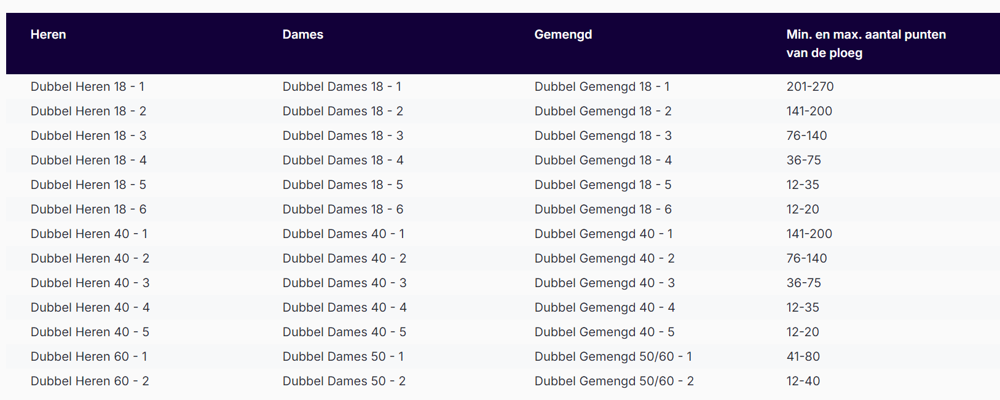 Heren Dames Gemengd Min. en max. aantal punten
van de ploeg
Dubbel Heren 18 - 1 Dubbel Dames 18 - 1 Dubbel Gemengd 18 - 1 201-270
Dubbel Heren 18 - 2 Dubbel Dames 18 - 2 Dubbel Gemengd 18 - 2 141-200
Dubbel Heren 18 - 3 Dubbel Dames 18 - 3 Dubbel Gemengd 18 - 3 76-140
Dubbel Heren 18 - 4 Dubbel Dames 18 - 4 Dubbel Gemengd 18 - 4 36-75
Dubbel Heren 18 - 5 Dubbel Dames 18 - 5 Dubbel Gemengd 18 - 5 12-35
Dubbel Heren 18 - 6 Dubbel Dames 18 - 6 Dubbel Gemengd 18 - 6 12-20
Dubbel Heren 40 - 1 Dubbel Dames 40 - 1 Dubbel Gemengd 40 - 1 141-200
Dubbel Heren 40 - 2 Dubbel Dames 40 - 2 Dubbel Gemengd 40 - 2 76-140
Dubbel Heren 40 - 3 Dubbel Dames 40 - 3 Dubbel Gemengd 40 - 3 36-75
Dubbel Heren 40 - 4 Dubbel Dames 40 - 4 Dubbel Gemengd 40 - 4 12-35
Dubbel Heren 40 - 5 Dubbel Dames 40 - 5 Dubbel Gemengd 40 - 5 12-20
Dubbel Heren 60 - 1 Dubbel Dames 50 - 1 Dubbel Gemengd 50/60 - 1 41-80
Dubbel Heren 60 - 2 Dubbel Dames 50 - 2 Dubbel Gemengd 50/60 - 2 12-40